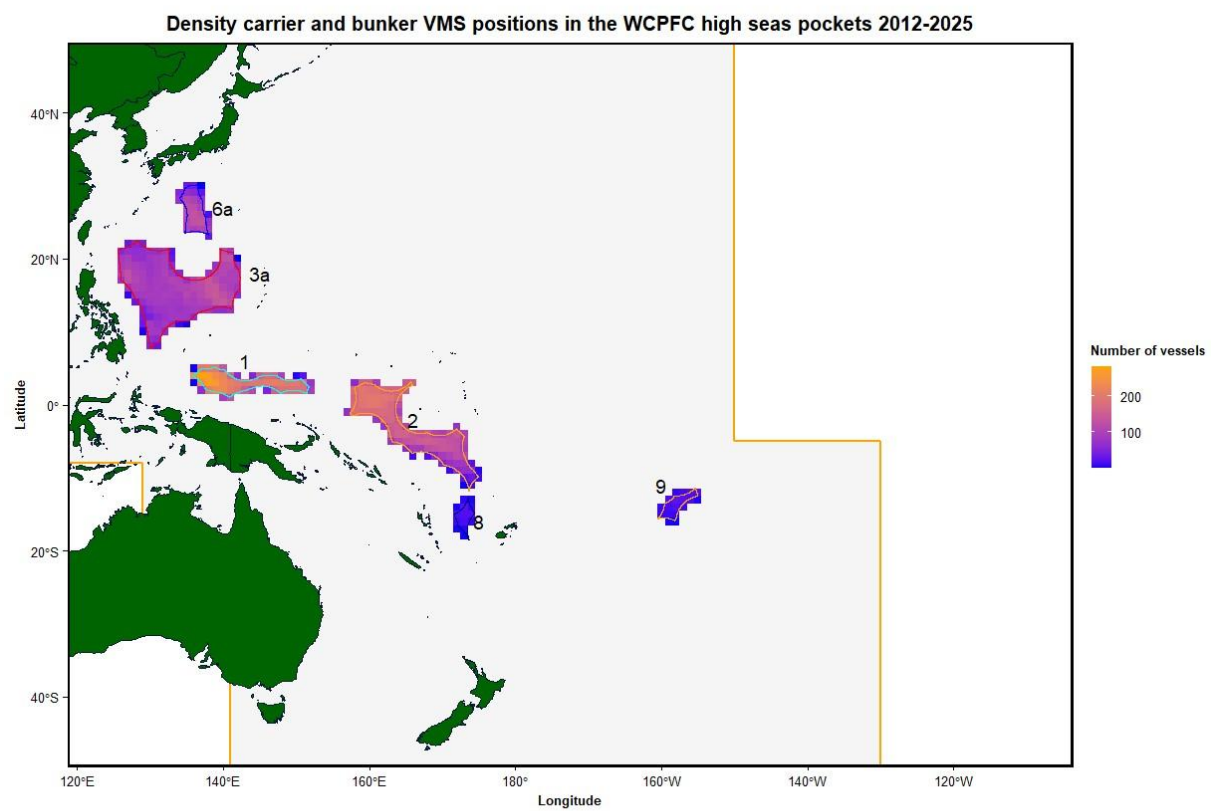 Density carrier and bunker VMS positions in the WCPFC high seas pockets 2012-2025
40°N
20°N
0°
20°S
40°S
Latitude
6a
3a
1
2
8
9
120°E
140°E
160°E
180°
160°W
140°W
120°W
Longitude
Number of vessels
200
100